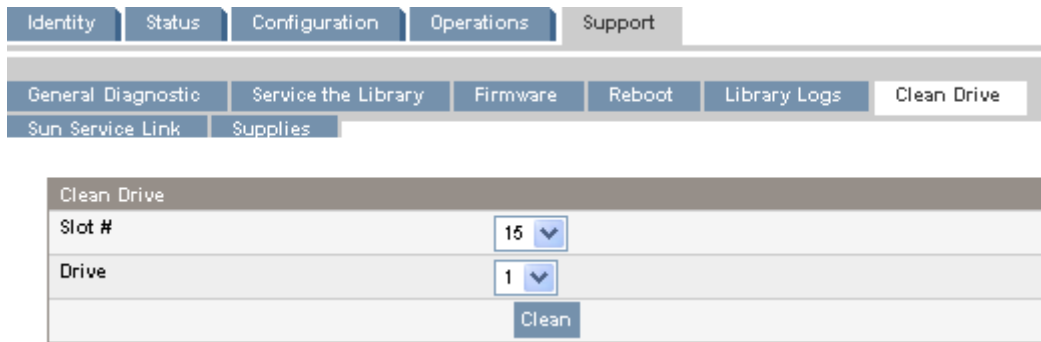 Identity Status Configuration Operations Support
General Diagnostic Service the Library Firmware Reboot Library Logs Clean Drive
Sun Service Link Supplies
Clean Drive
Slot # 15
Drive 1
Clean